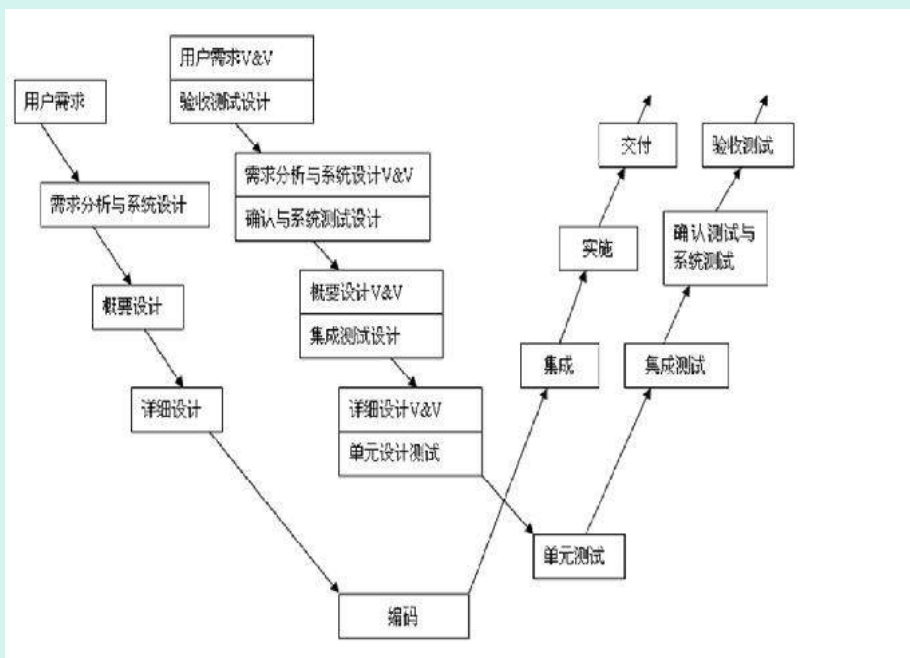 用户需求V&V
验收测试设计
用户需求
交付
验收测试
需求分析与系统设计V&V
确认与系统测试设计
需求分析与系统设计
实施
确认测试与
系统测试
概要设计V&V
集成测试设计
概要设计
集成
集成测试
详细设计V&V
单元设计测试
详细设计
单元测试
编码